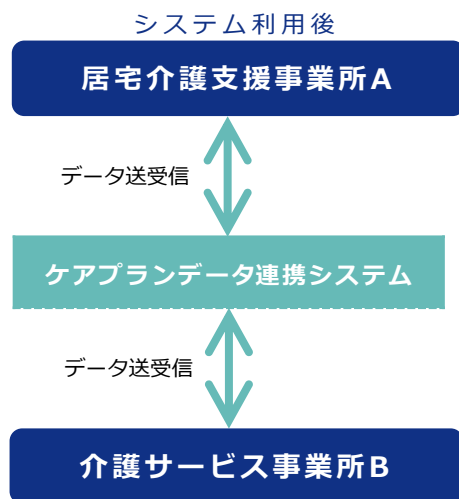 システム利用後
居宅介護支援事業所A
データ送受信
ケアプランデータ連携システム
データ送受信
介護サービス事業所B